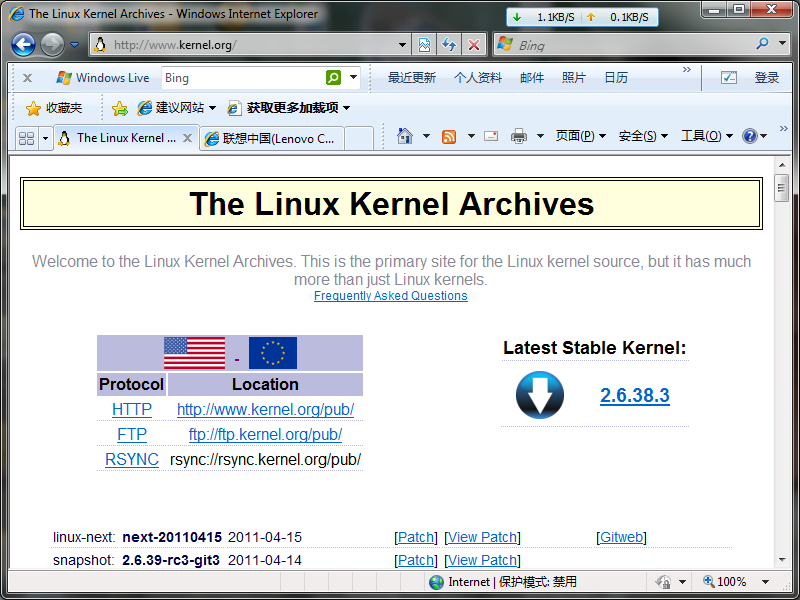 The Linux Kernel Archives - Windows Internet Explorer
1.1KB/S 0.1KB/S
http://www.kernel.org/ Bing
Windows Live Bing 最近更新 个人资料 邮件 照片 日历 » 登录
收藏夹 建议网站 获取更多加载项
The Linux Kernel ... 联想中国(Lenovo C... 页面(P) 安全(S) 工具(O) »
The Linux Kernel Archives
Welcome to the Linux Kernel Archives. This is the primary site for the Linux kernel source, but it has much
more than just Linux kernels.
Frequently Asked Questions
-
Protocol Location
HTTP http://www.kernel.org/pub/
FTP ftp://ftp.kernel.org/pub/
RSYNC rsync://rsync.kernel.org/pub/
Latest Stable Kernel:
2.6.38.3
linux-next: next-20110415 2011-04-15 [Patch] [View Patch] [Gitweb]
snapshot: 2.6.39-rc3-git3 2011-04-14 [Patch] [View Patch]
Internet | 保护模式: 禁用 100%